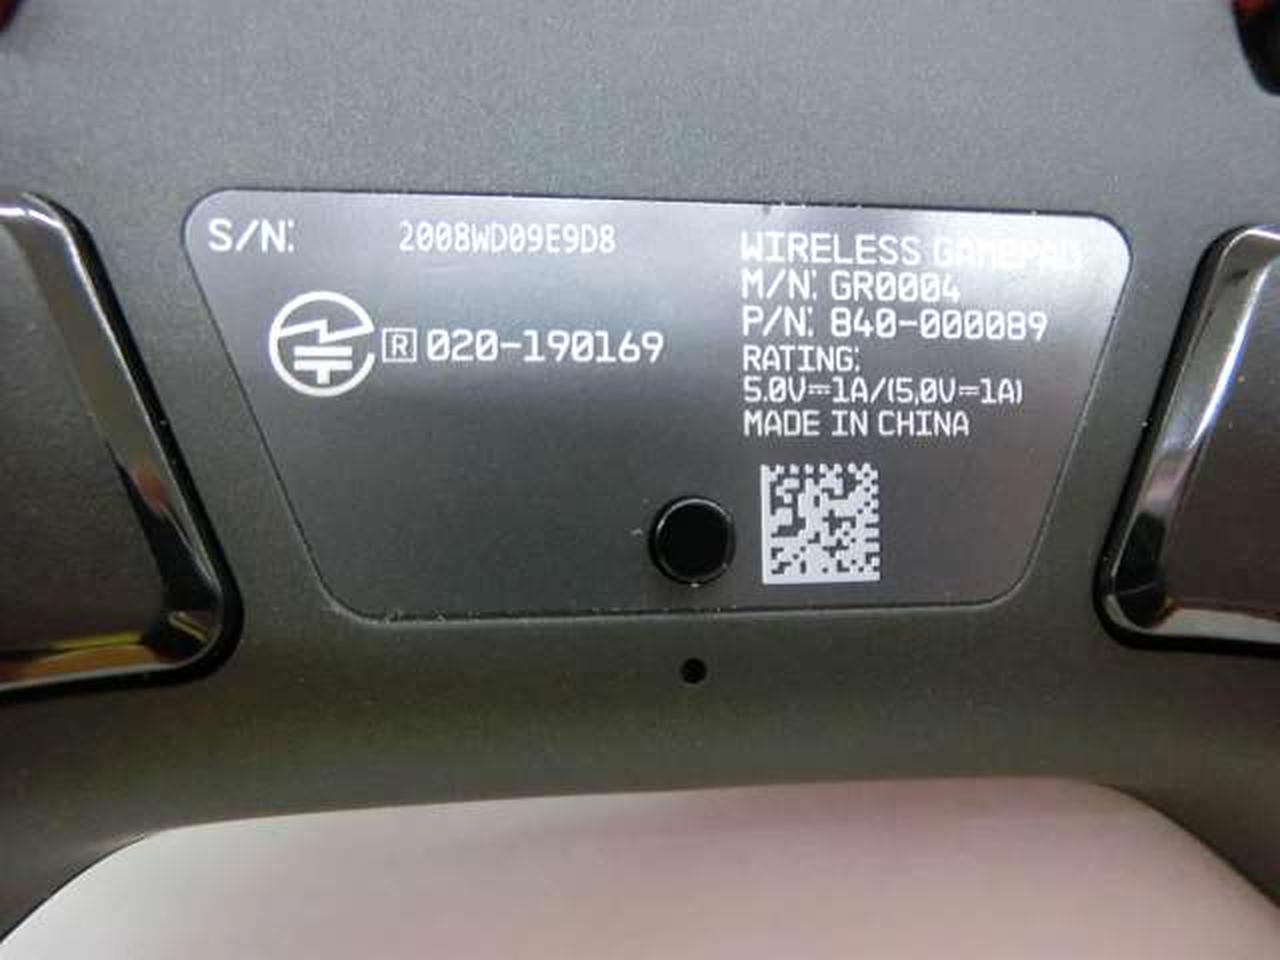 S/N: 2008WD09E9D8
R 020-190169
WIRELESS GAMEPAD
M/N: GR0004
P/N: 840-000089
RATING:
5.0V⎓1A/(5,0V⎓1A)
MADE IN CHINA